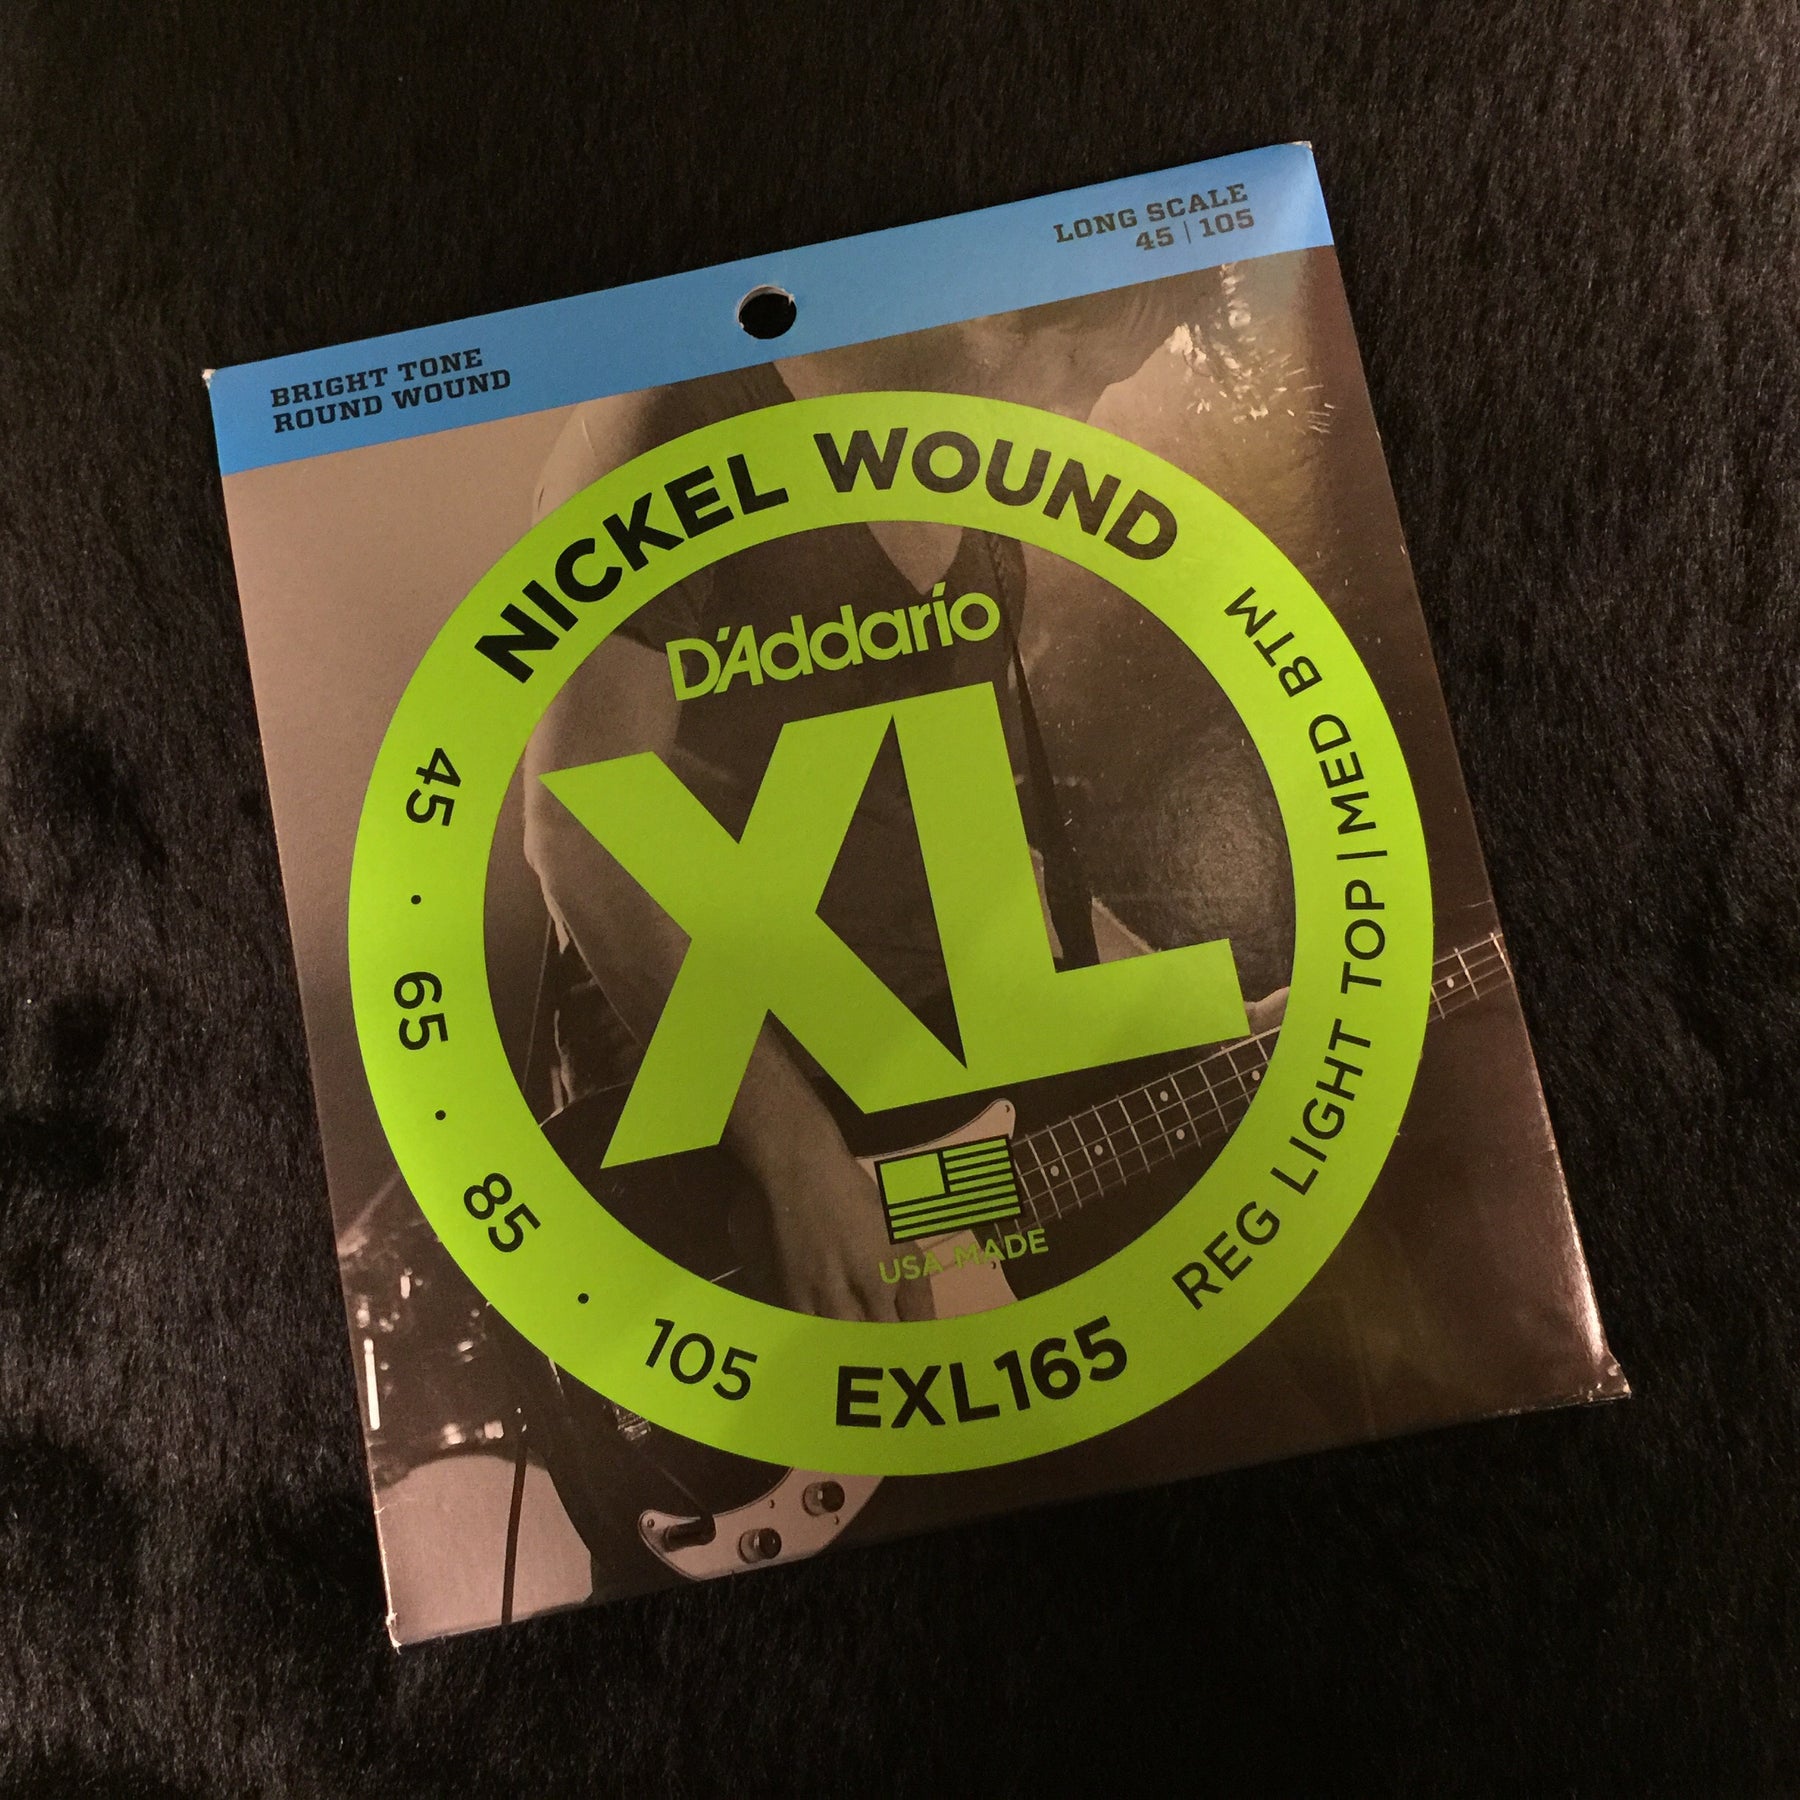 BRIGHT TONE
ROUND WOUND
LONG SCALE
45 | 105
NICKEL WOUND
D'Addarío
XL
USA MADE
45 · 65 · 85 · 105
EXL165
REG LIGHT TOP | MED BTM